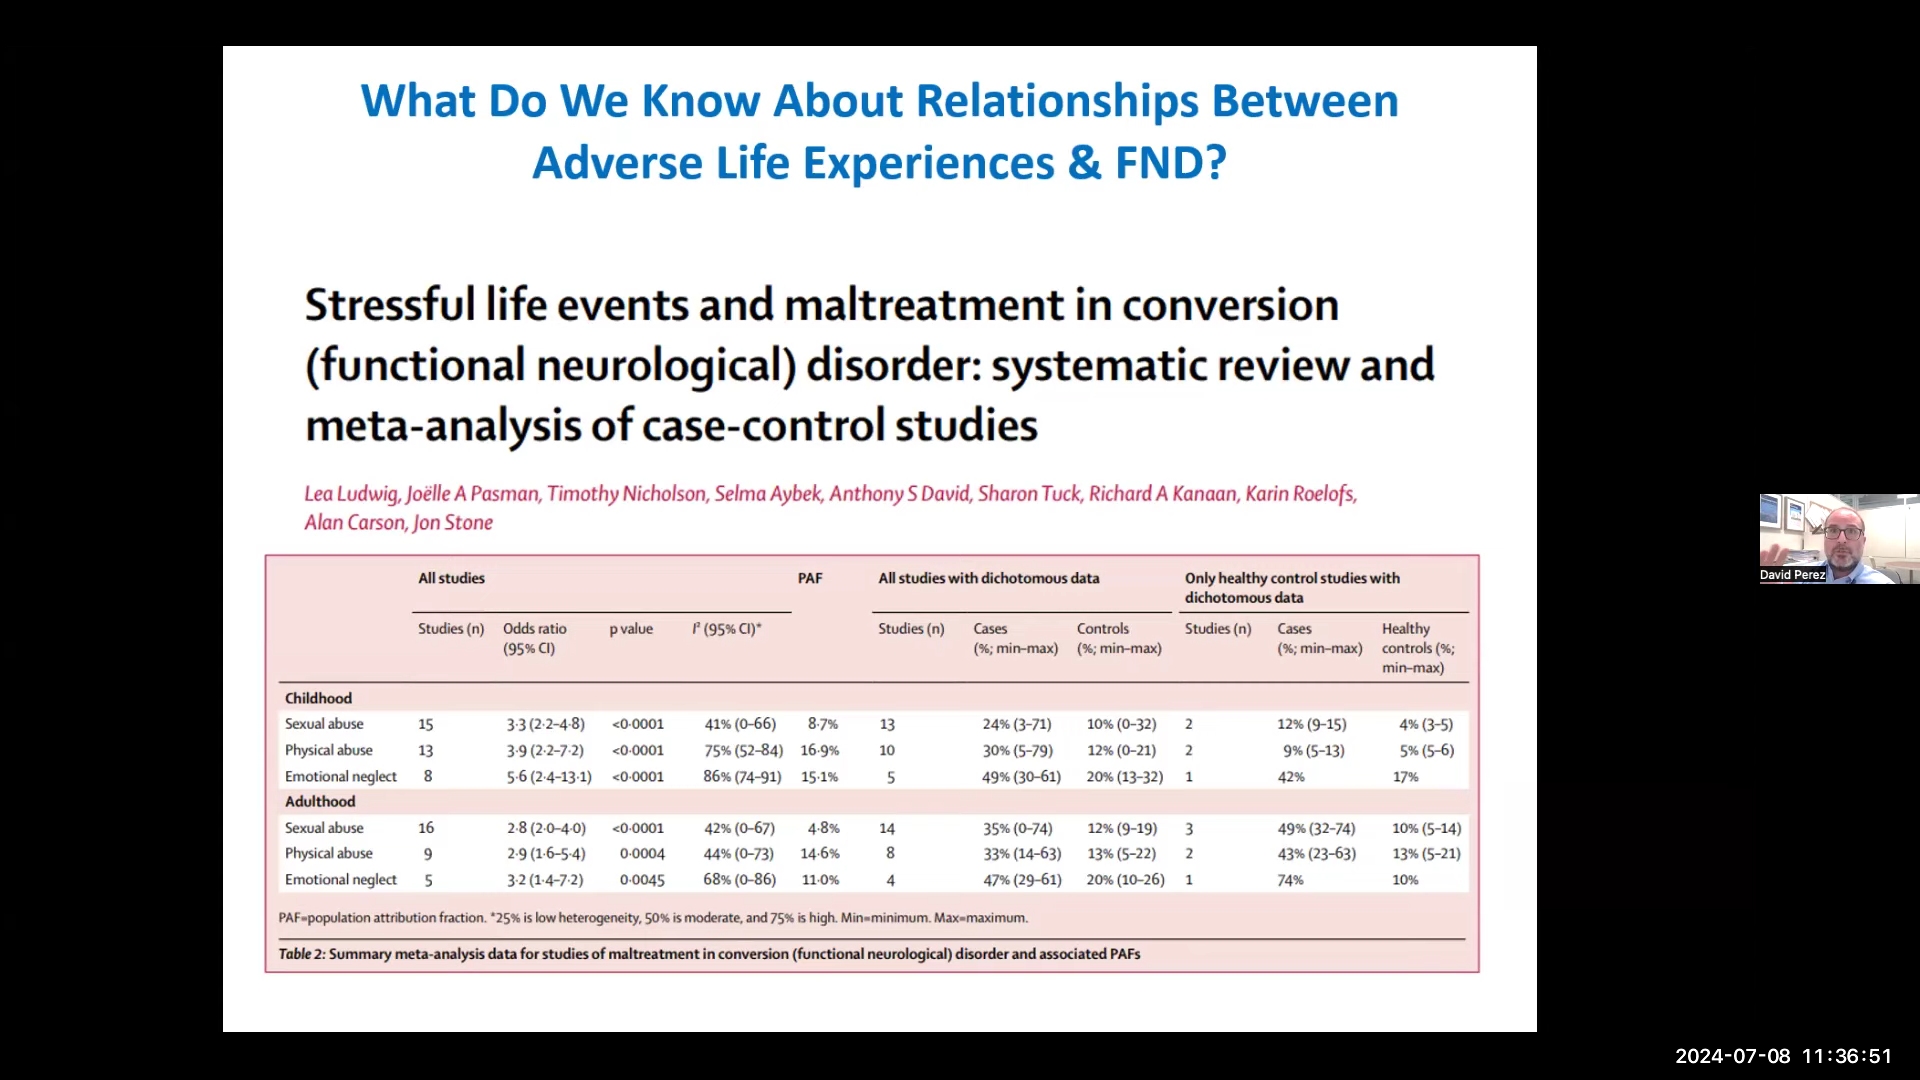 What Do We Know About Relationships Between
Adverse Life Experiences & FND?
Stressful life events and maltreatment in conversion
(functional neurological) disorder: systematic review and
meta-analysis of case-control studies
Lea Ludwig, Joëlle A Pasman, Timothy Nicholson, Selma Aybek, Anthony S David, Sharon Tuck, Richard A Kanaan, Karin Roelofs,
Alan Carson, Jon Stone
All studies PAF All studies with dichotomous data Only healthy control studies with
dichotomous data
Studies (n) Odds ratio p value I² (95% CI)* Studies (n) Cases Controls Studies (n) Cases Healthy
(95% CI) (%; min–max) (%; min–max) (%; min–max) controls (%;
min–max)
Childhood
Sexual abuse 15 3·3 (2·2–4·8) <0·0001 41% (0–66) 8·7% 13 24% (3–71) 10% (0–32) 2 12% (9–15) 4% (3–5)
Physical abuse 13 3·9 (2·2–7·2) <0·0001 75% (52–84) 16·9% 10 30% (5–79) 12% (0–21) 2 9% (5–13) 5% (5–6)
Emotional neglect 8 5·6 (2·4–13·1) <0·0001 86% (74–91) 15·1% 5 49% (30–61) 20% (13–32) 1 42% 17%
Adulthood
Sexual abuse 16 2·8 (2·0–4·0) <0·0001 42% (0–67) 4·8% 14 35% (0–74) 12% (9–19) 3 49% (32–74) 10% (5–14)
Physical abuse 9 2·9 (1·6–5·4) 0·0004 44% (0–73) 14·6% 8 33% (14–63) 13% (5–22) 2 43% (23–63) 13% (5–21)
Emotional neglect 5 3·2 (1·4–7·2) 0·0045 68% (0–86) 11·0% 4 47% (29–61) 20% (10–26) 1 74% 10%
PAF=population attribution fraction. *25% is low heterogeneity, 50% is moderate, and 75% is high. Min=minimum. Max=maximum.
Table 2: Summary meta-analysis data for studies of maltreatment in conversion (functional neurological) disorder and associated PAFs
David Perez
2024-07-08 11:36:51